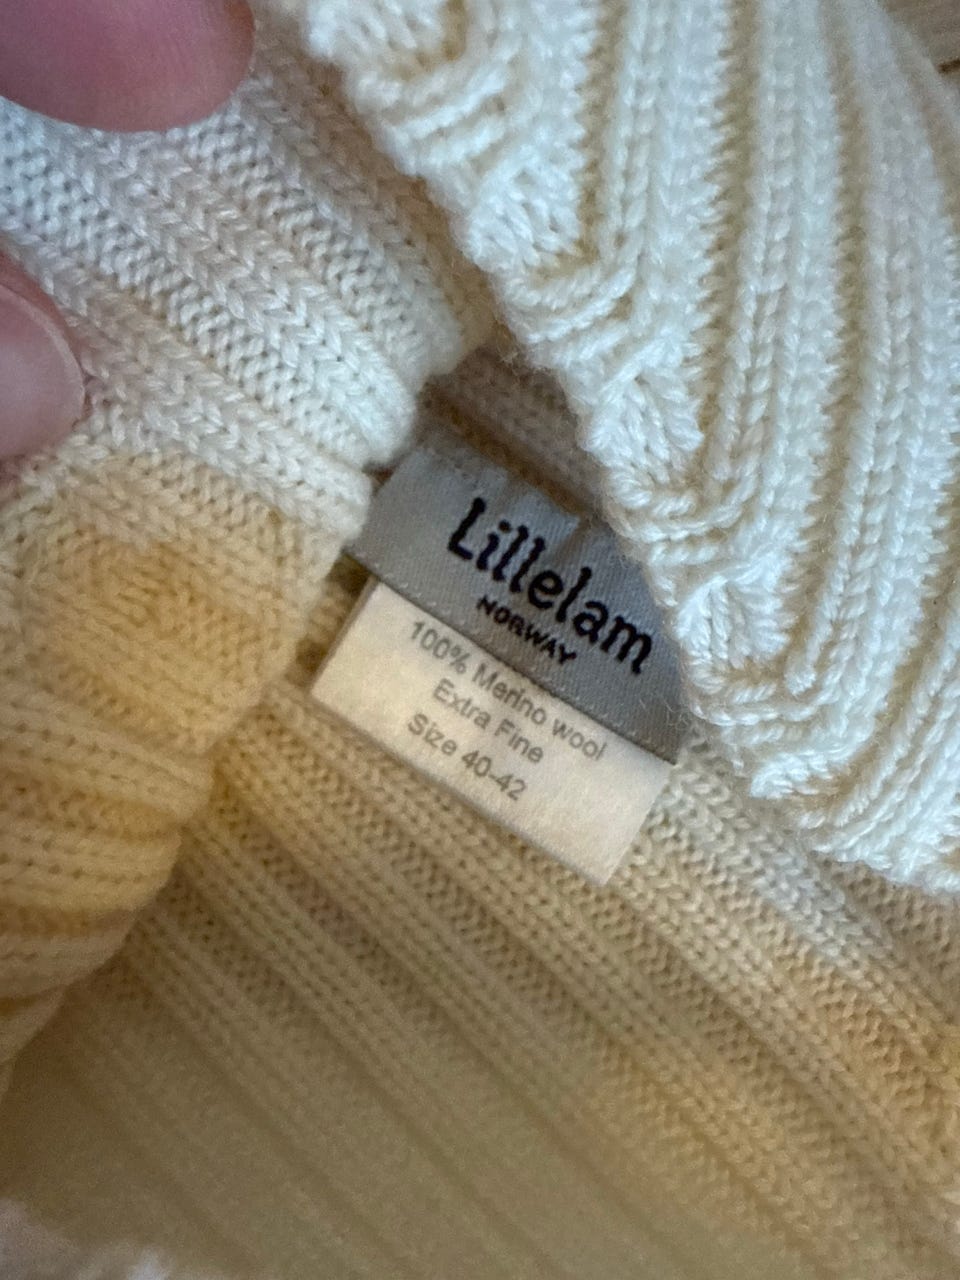 Lillelam
NORWAY
100% Merino wool
Extra Fine
Size 40-42